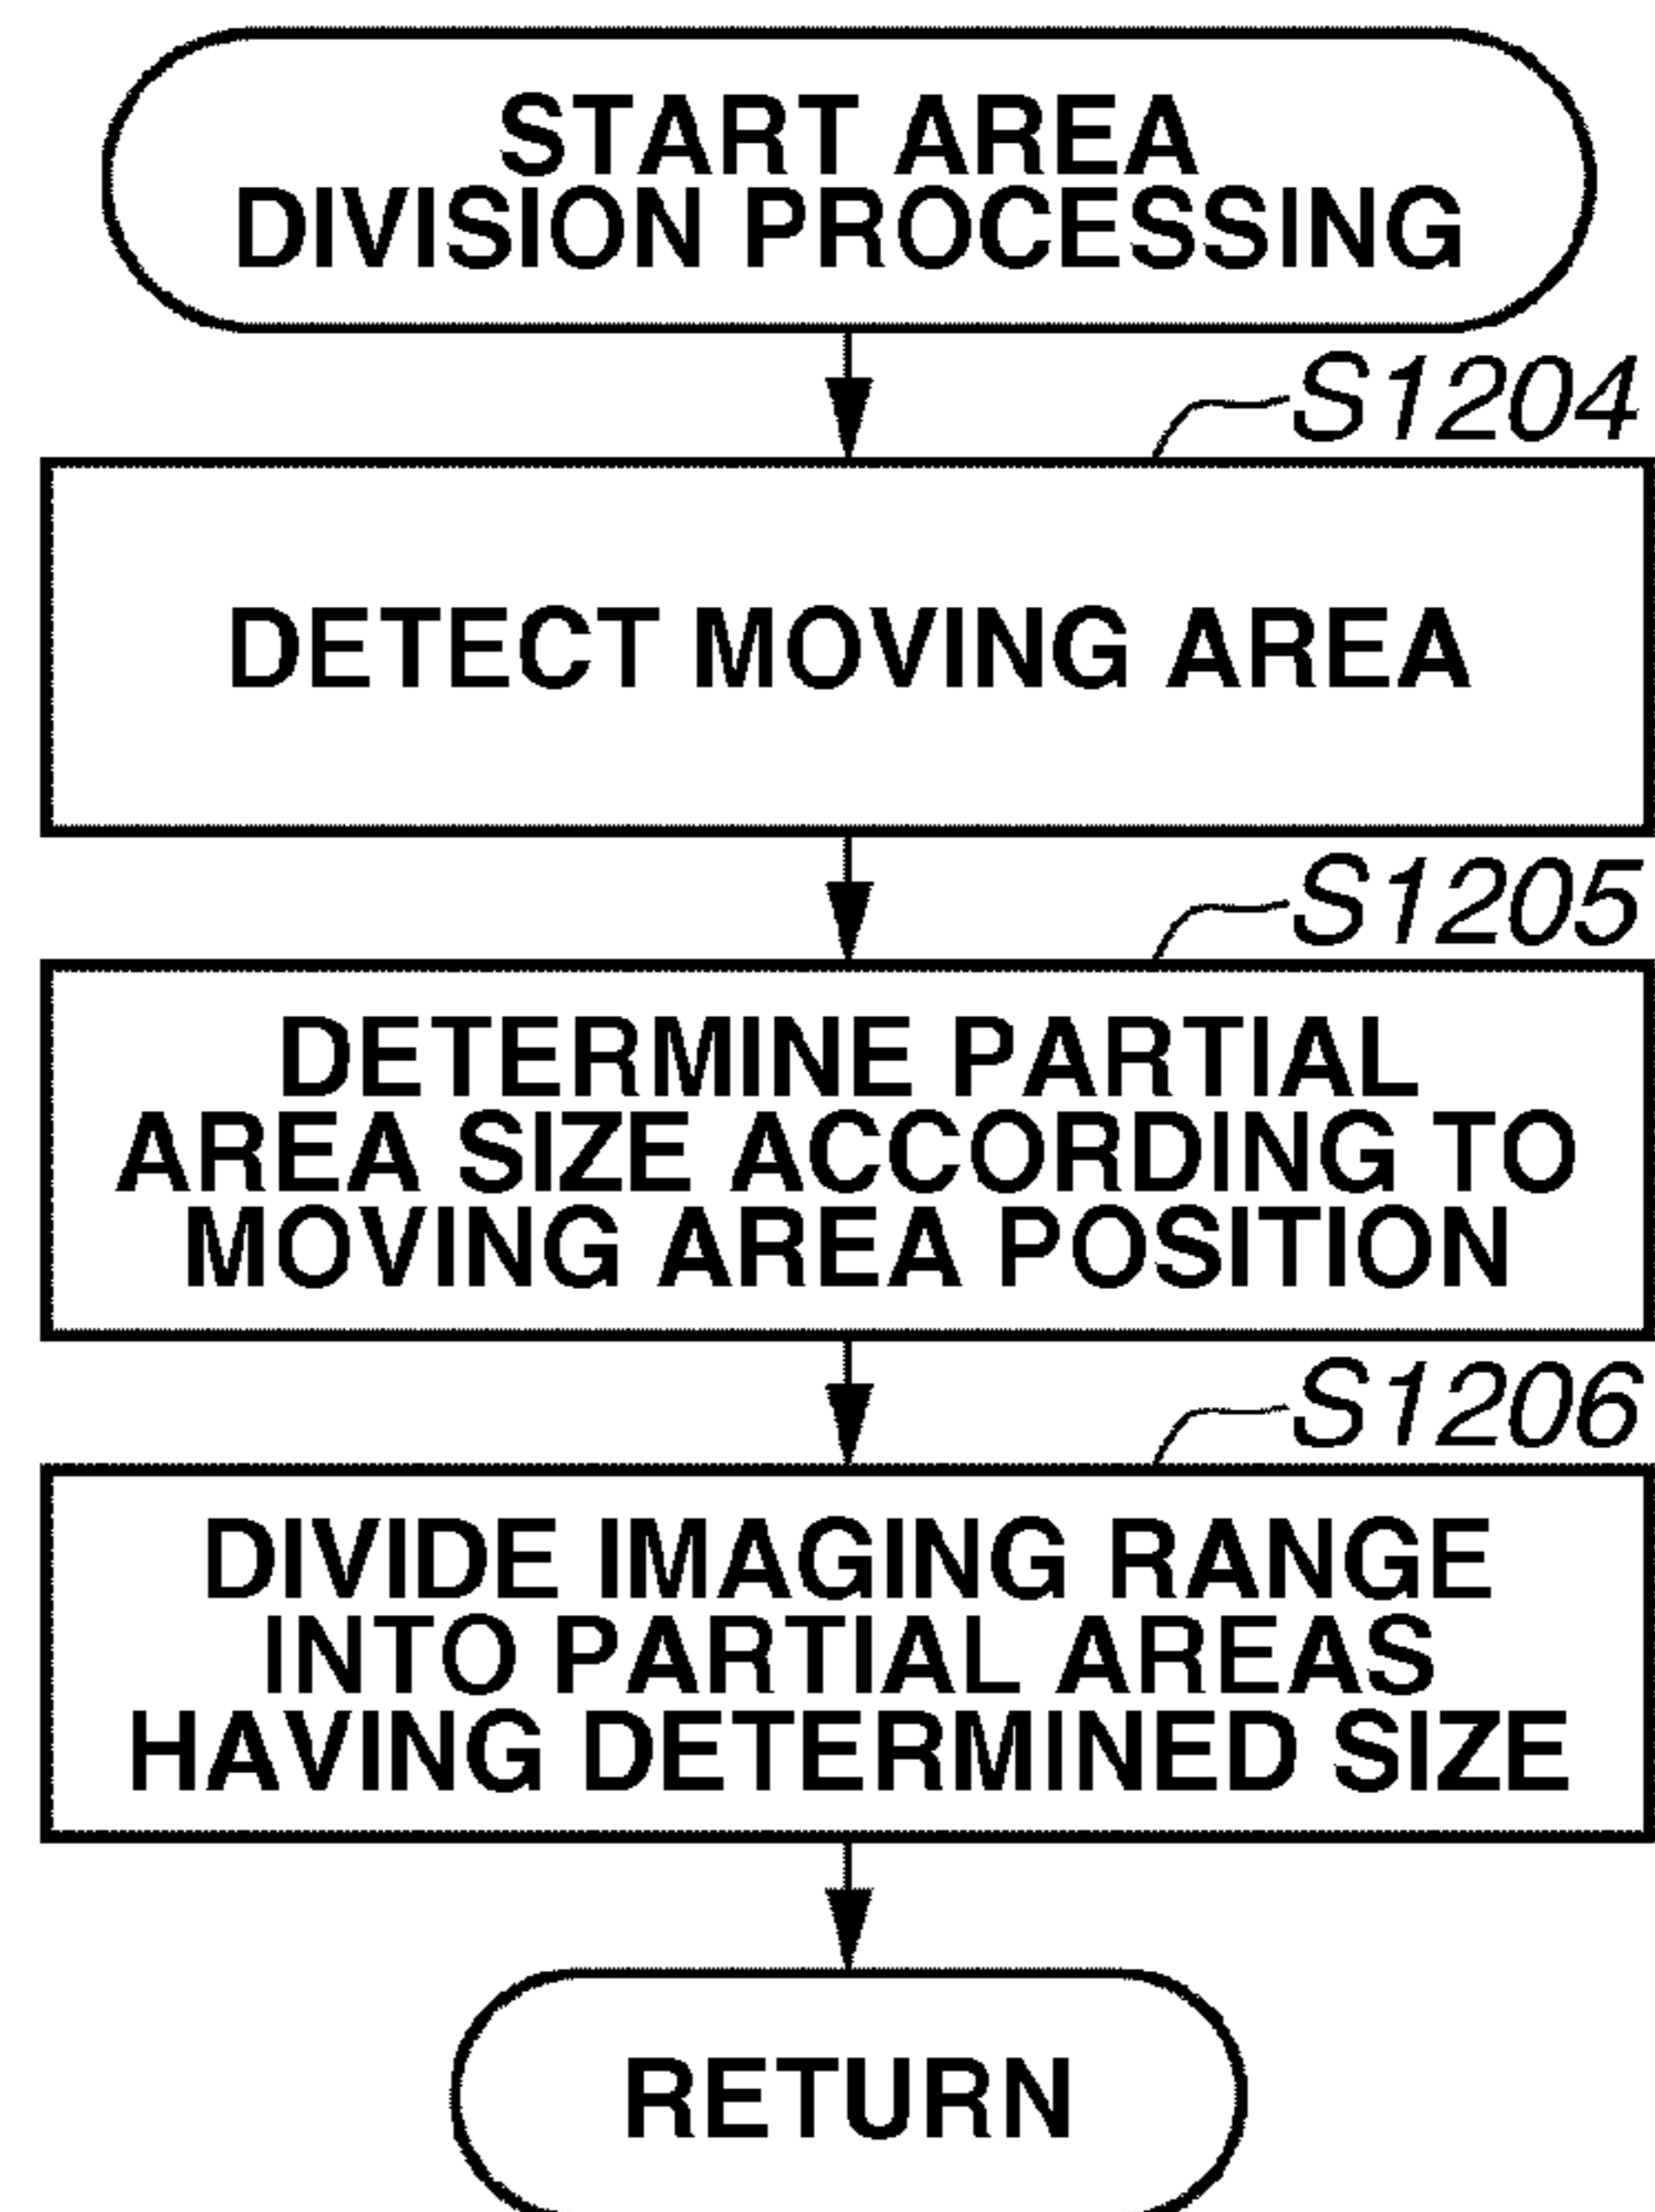 START AREA
DIVISION PROCESSING
S1204
DETECT MOVING AREA
S1205
DETERMINE PARTIAL
AREA SIZE ACCORDING TO
MOVING AREA POSITION
S1206
DIVIDE IMAGING RANGE
INTO PARTIAL AREAS
HAVING DETERMINED SIZE
RETURN